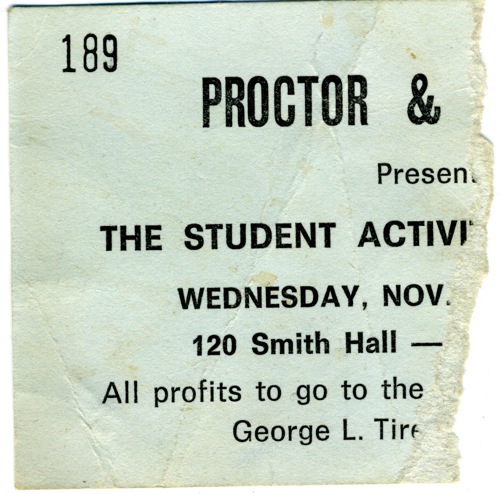 189
PROCTOR &
Presen
THE STUDENT ACTIVI
WEDNESDAY, NOV.
120 Smith Hall —
All profits to go to the
George L. Tire